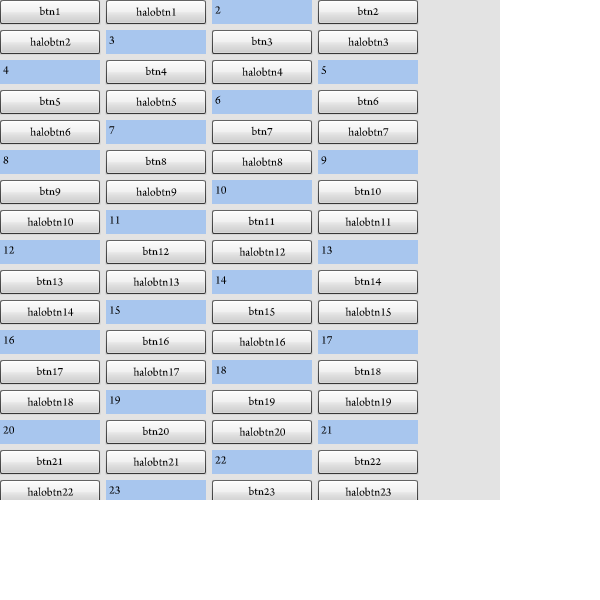 btn1 halobtn1 2 btn2
halobtn2 3 btn3 halobtn3
4 btn4 halobtn4 5
btn5 halobtn5 6 btn6
halobtn6 7 btn7 halobtn7
8 btn8 halobtn8 9
btn9 halobtn9 10 btn10
halobtn10 11 btn11 halobtn11
12 btn12 halobtn12 13
btn13 halobtn13 14 btn14
halobtn14 15 btn15 halobtn15
16 btn16 halobtn16 17
btn17 halobtn17 18 btn18
halobtn18 19 btn19 halobtn19
20 btn20 halobtn20 21
btn21 halobtn21 22 btn22
halobtn22 23 btn23 halobtn23